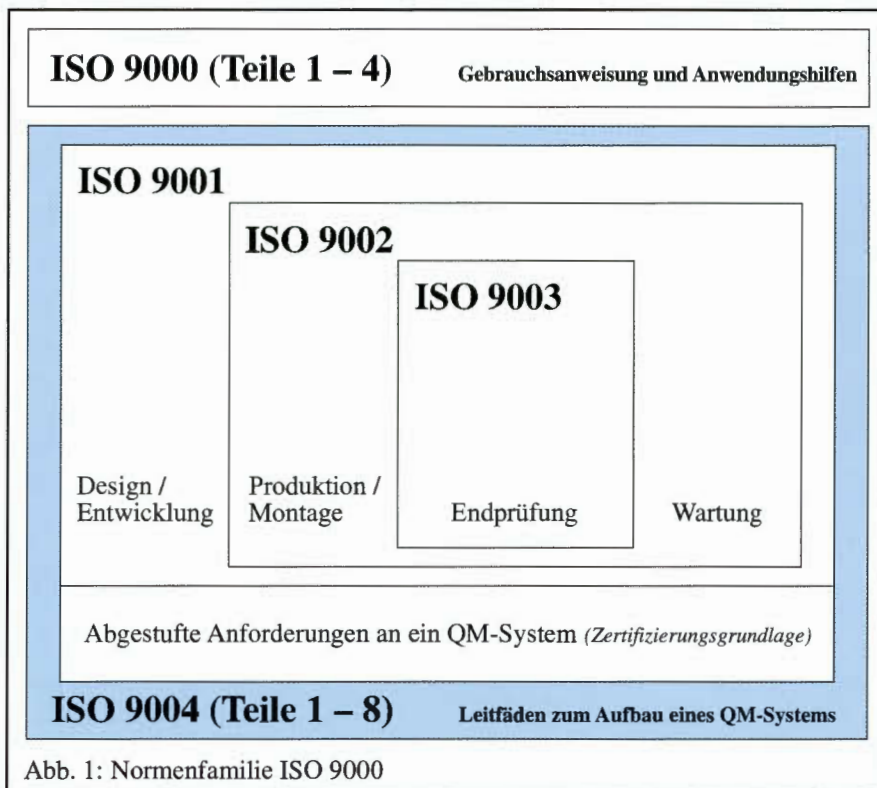 ISO 9000 (Teile 1 – 4) Gebrauchsanweisung und Anwendungshilfen
ISO 9001
ISO 9002
ISO 9003
Design /
Entwicklung
Produktion /
Montage
Endprüfung
Wartung
Abgestufte Anforderungen an ein QM-System (Zertifizierungsgrundlage)
ISO 9004 (Teile 1 – 8) Leitfäden zum Aufbau eines QM-Systems
Abb. 1: Normenfamilie ISO 9000